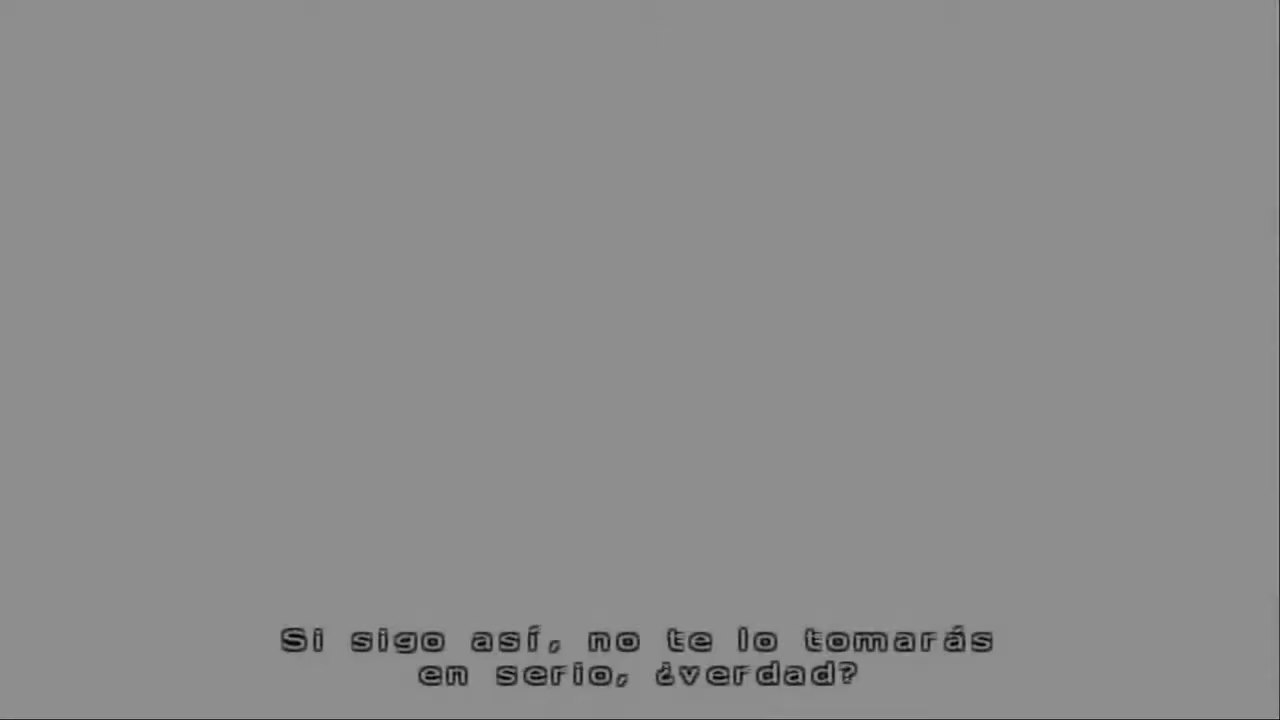 Si sigo así, no te lo tomarás
en serio, ¿verdad?